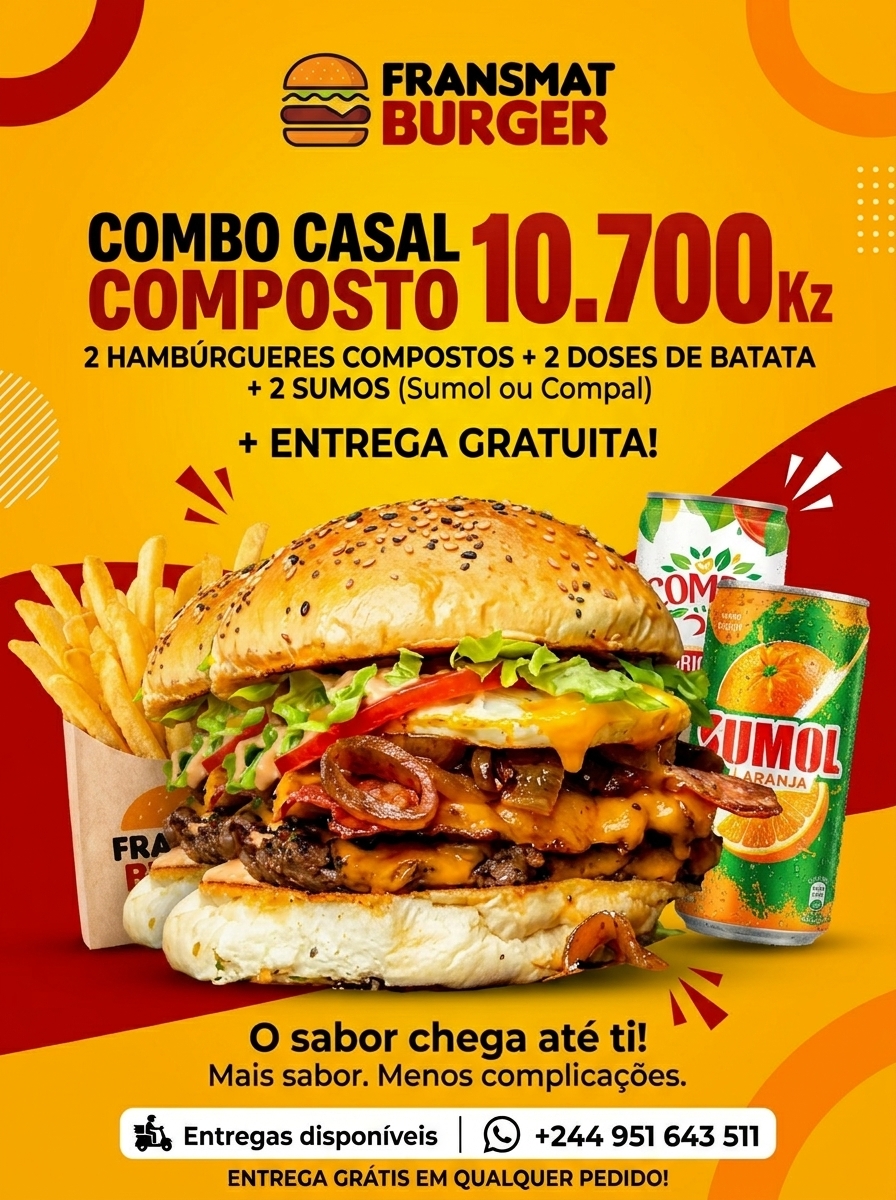 FRANSMAT
BURGER
COMBO CASAL
COMPOSTO
10.700Kz
2 HAMBÚRGUERES COMPOSTOS + 2 DOSES DE BATATA
+ 2 SUMOS (Sumol ou Compal)
+ ENTREGA GRATUITA!
COM
FRA
B
SUMOL
LARANJA
O sabor chega até ti!
Mais sabor. Menos complicações.
Entregas disponíveis | +244 951 643 511
ENTREGA GRÁTIS EM QUALQUER PEDIDO!